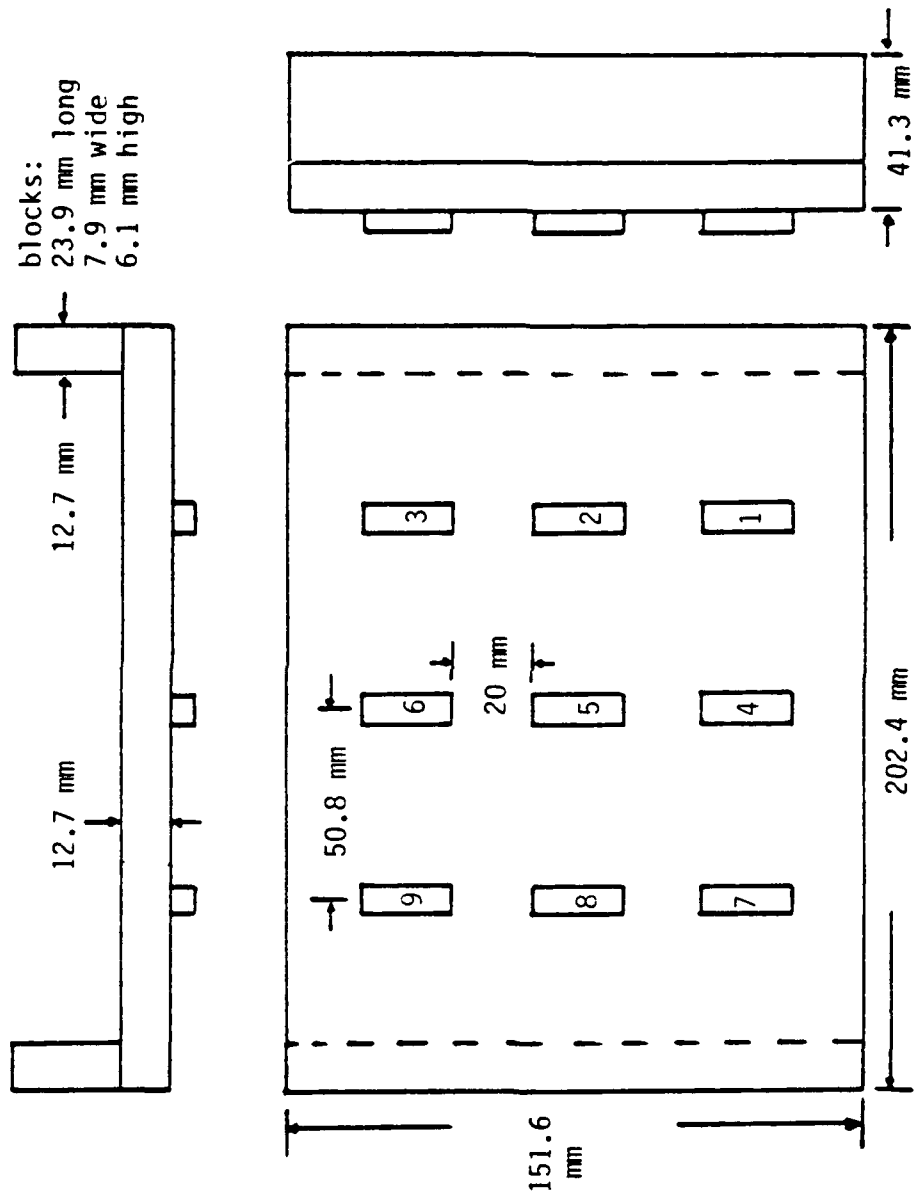 blocks:
23.9 mm long
7.9 mm wide
6.1 mm high
12.7 mm
12.7 mm
41.3 mm
50.8 mm
20 mm
3
2
1
6
5
4
9
8
7
202.4 mm
151.6
mm